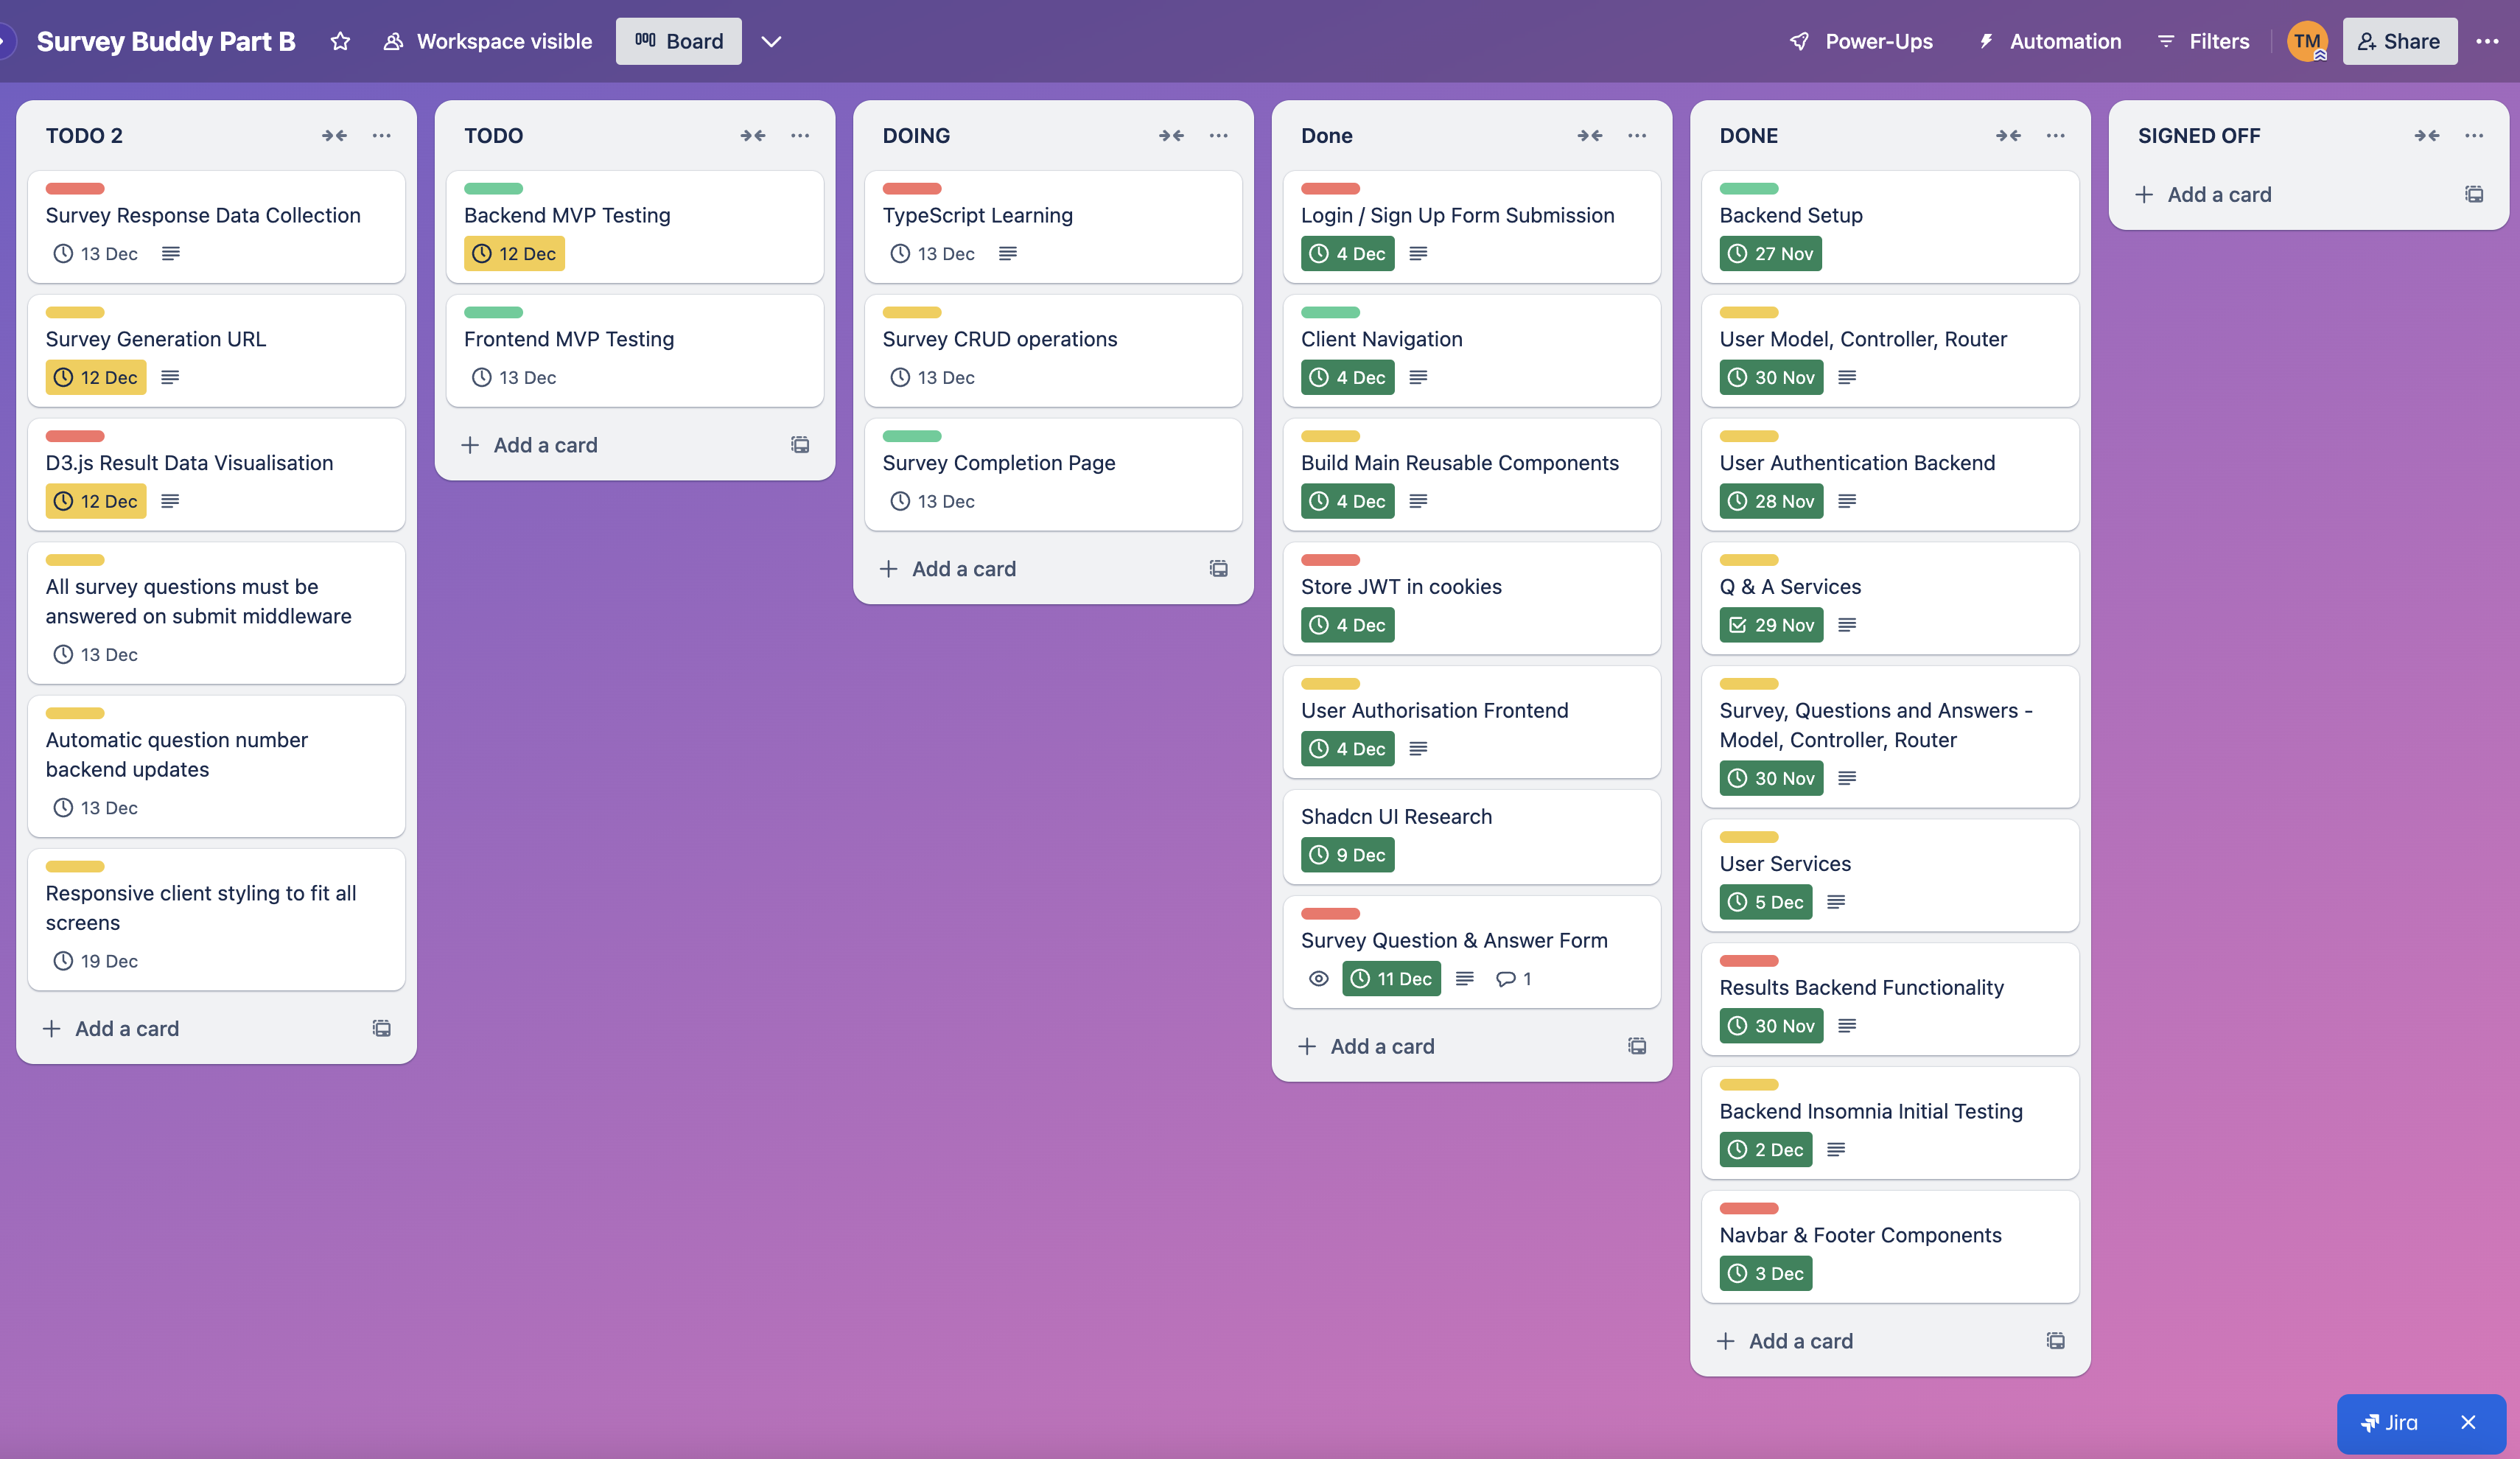 Survey Buddy Part B
Workspace visible
Board
Power-Ups
Automation
Filters
TM
Share
TODO 2
Survey Response Data Collection
13 Dec
Survey Generation URL
12 Dec
D3.js Result Data Visualisation
12 Dec
All survey questions must be
answered on submit middleware
13 Dec
Automatic question number
backend updates
13 Dec
Responsive client styling to fit all
screens
19 Dec
Add a card
TODO
Backend MVP Testing
12 Dec
Frontend MVP Testing
13 Dec
Add a card
DOING
TypeScript Learning
13 Dec
Survey CRUD operations
13 Dec
Survey Completion Page
13 Dec
Add a card
Done
Login / Sign Up Form Submission
4 Dec
Client Navigation
4 Dec
Build Main Reusable Components
4 Dec
Store JWT in cookies
4 Dec
User Authorisation Frontend
4 Dec
Shadcn UI Research
9 Dec
Survey Question & Answer Form
11 Dec 1
Add a card
DONE
Backend Setup
27 Nov
User Model, Controller, Router
30 Nov
User Authentication Backend
28 Nov
Q & A Services
29 Nov
Survey, Questions and Answers -
Model, Controller, Router
30 Nov
User Services
5 Dec
Results Backend Functionality
30 Nov
Backend Insomnia Initial Testing
2 Dec
Navbar & Footer Components
3 Dec
Add a card
SIGNED OFF
Add a card
Jira